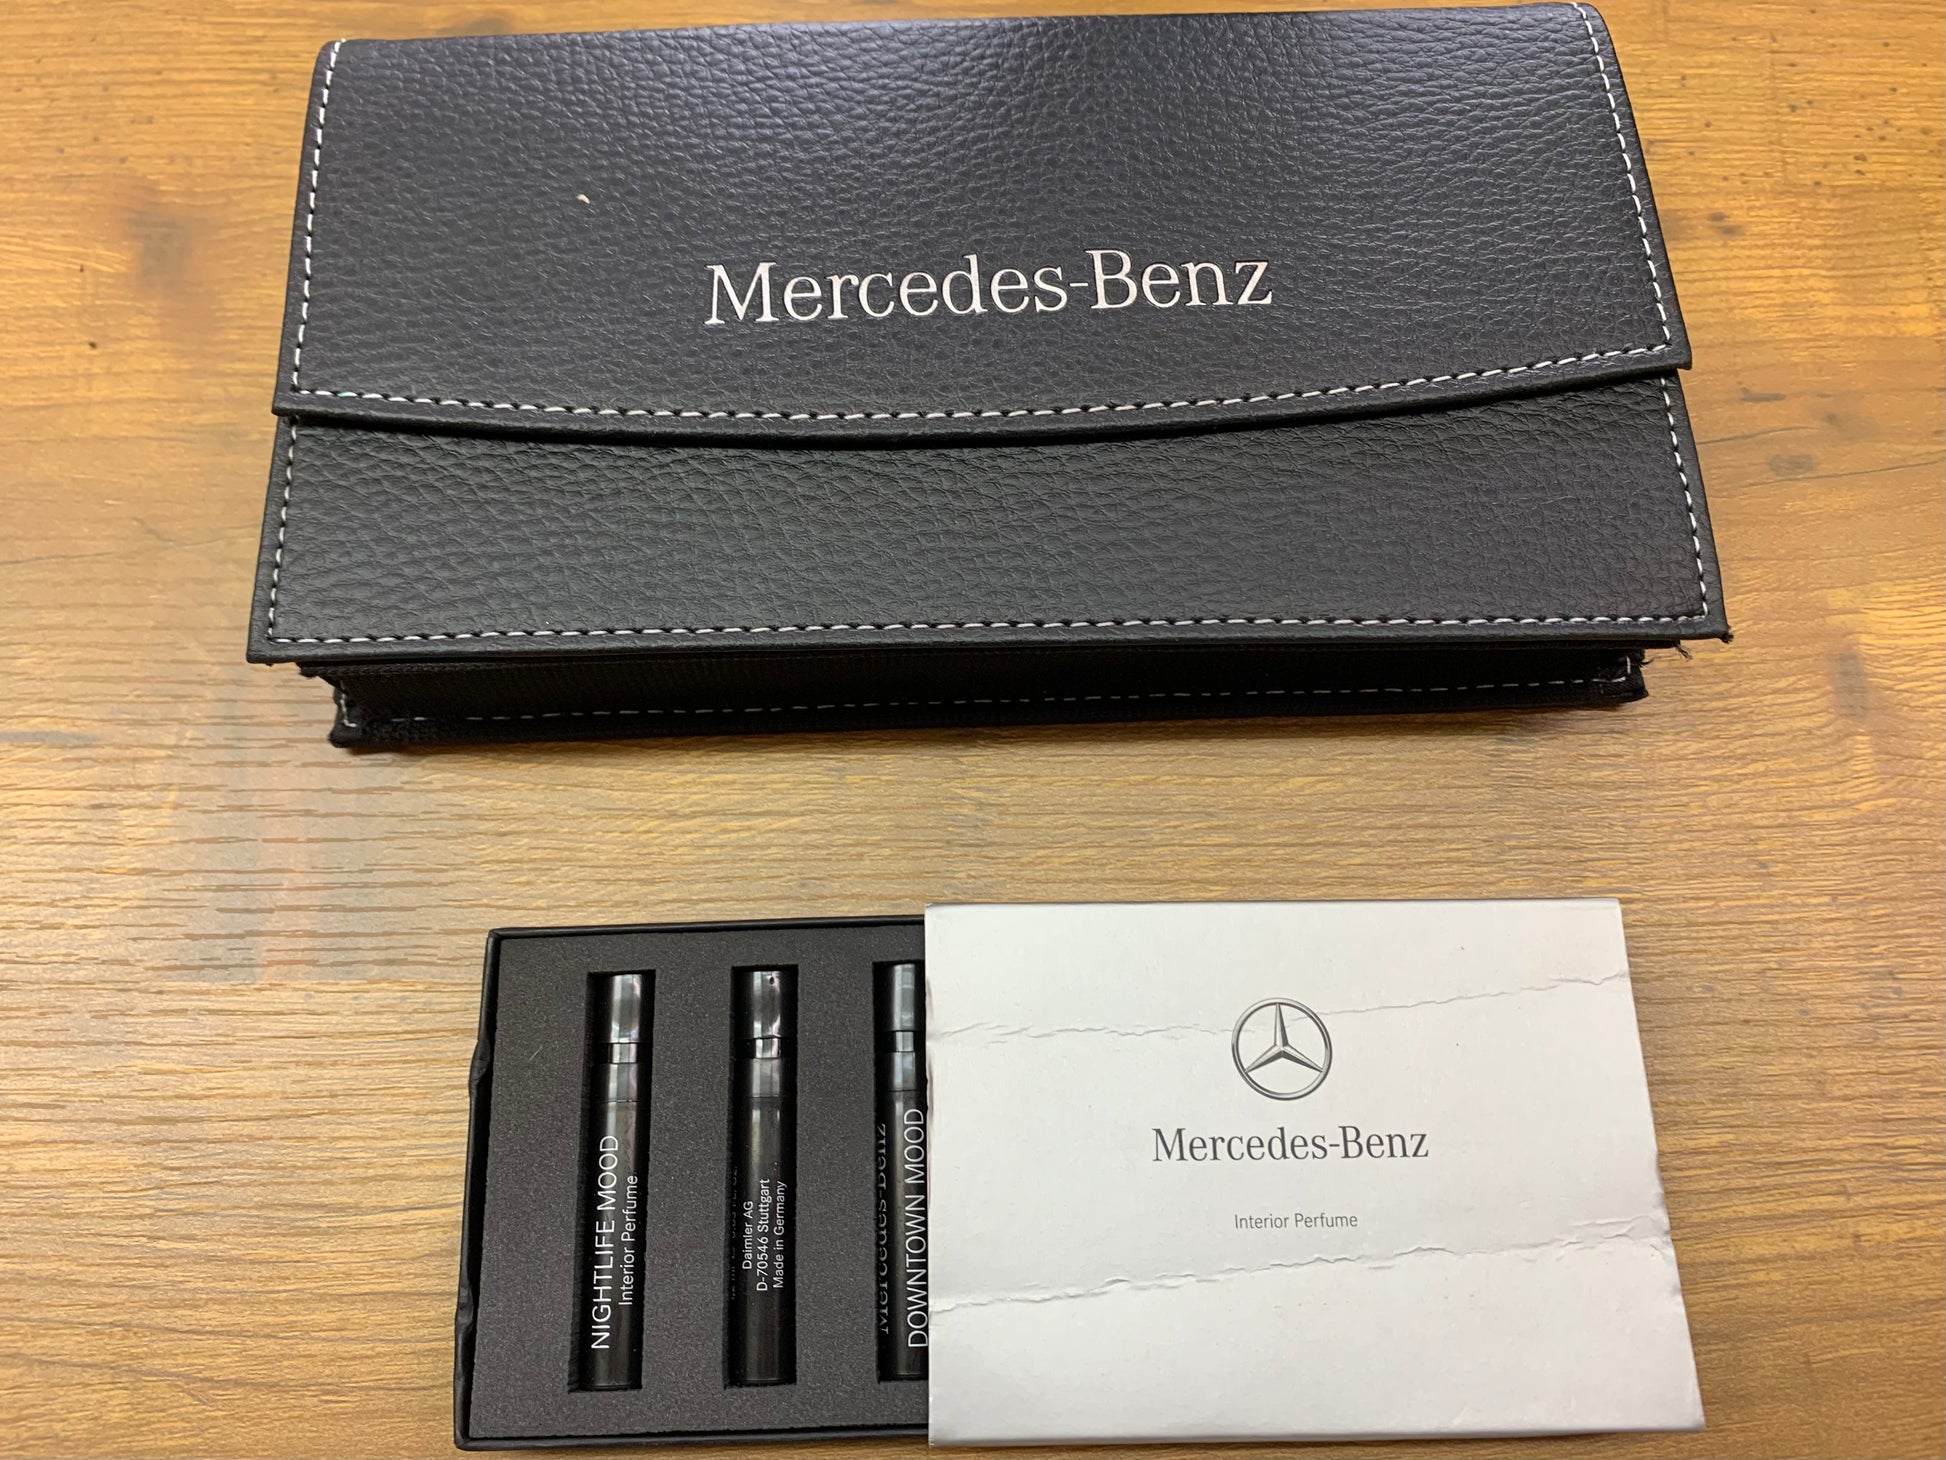 Mercedes-Benz
NIGHTLIFE MOOD
Interior Perfume
Daimler AG
D-70546 Stuttgart
Made in Germany
Mercedes-Benz
DOWNTOWN MOOD
Mercedes-Benz
Interior Perfume